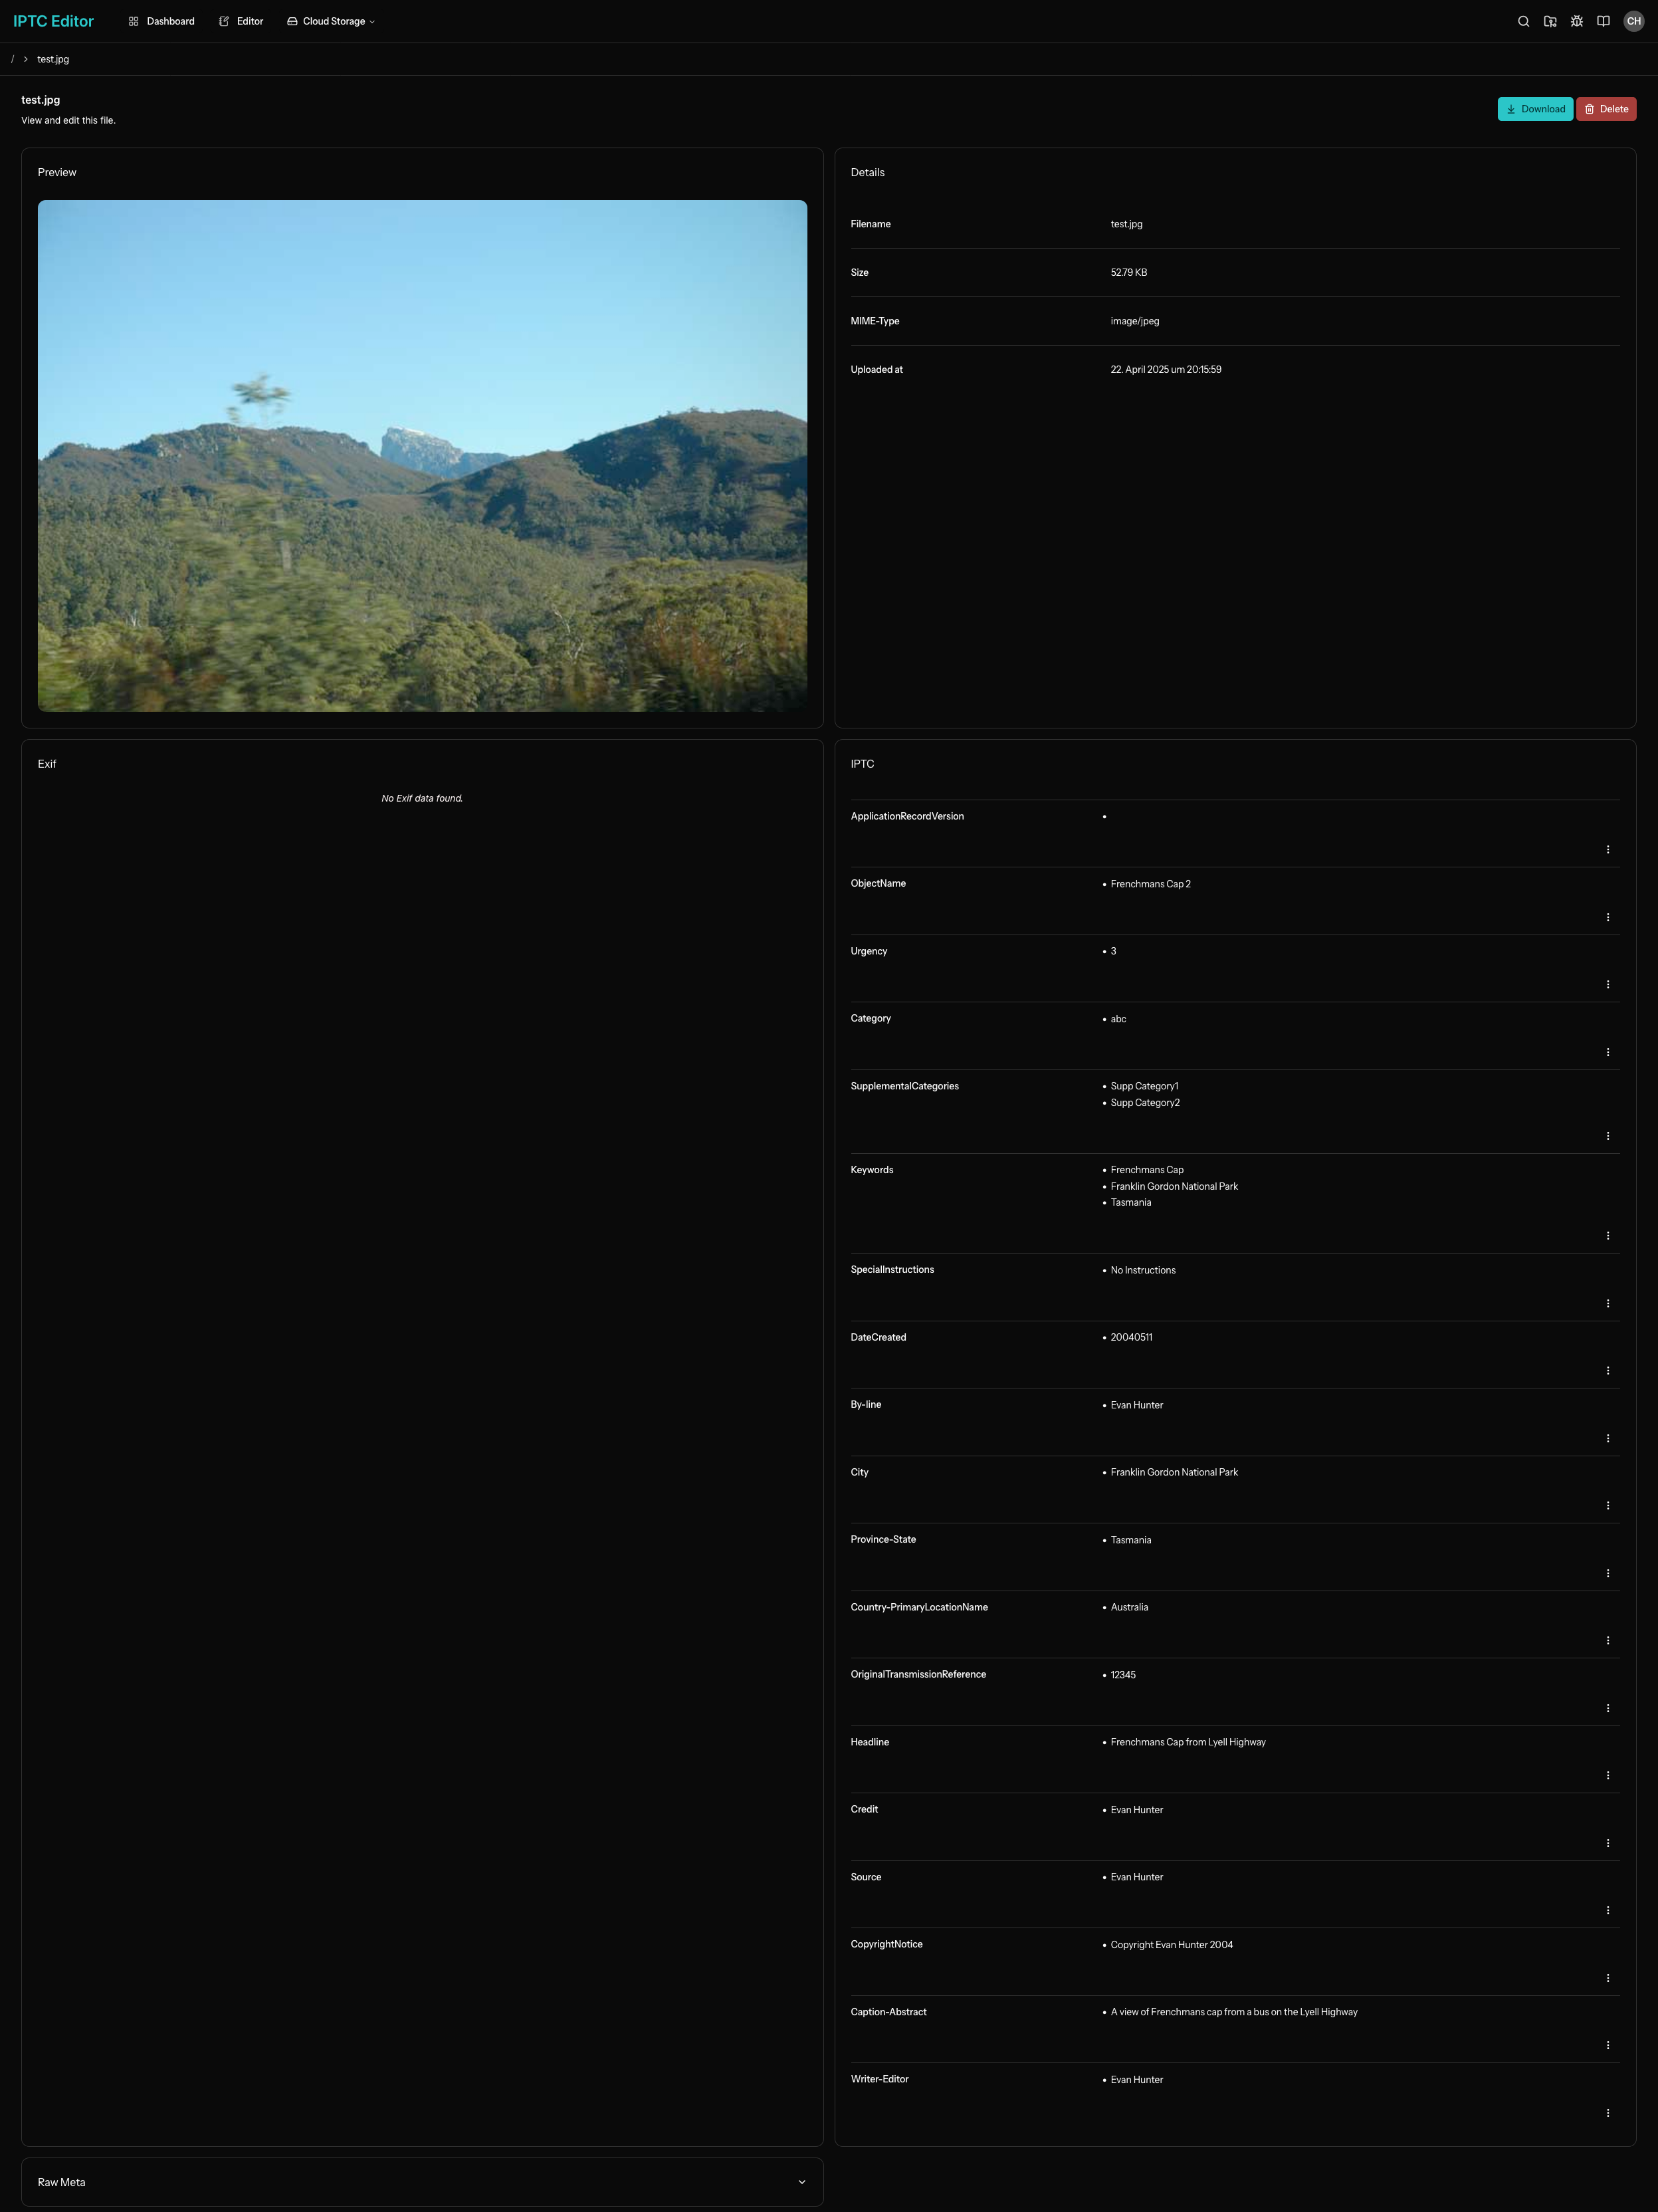 IPTC Editor
Dashboard
Editor
Cloud Storage
CH
/ > test.jpg
test.jpg
View and edit this file.
Download
Delete
Preview
Details
Filename test.jpg
Size 52.79 KB
MIME-Type image/jpeg
Uploaded at 22. April 2025 um 20:15:59
Exif
No Exif data found.
IPTC
ApplicationRecordVersion •
ObjectName • Frenchmans Cap 2
Urgency • 3
Category • abc
SupplementalCategories • Supp Category1
• Supp Category2
Keywords • Frenchmans Cap
• Franklin Gordon National Park
• Tasmania
SpecialInstructions • No Instructions
DateCreated • 20040511
By-line • Evan Hunter
City • Franklin Gordon National Park
Province-State • Tasmania
Country-PrimaryLocationName • Australia
OriginalTransmissionReference • 12345
Headline • Frenchmans Cap from Lyell Highway
Credit • Evan Hunter
Source • Evan Hunter
CopyrightNotice • Copyright Evan Hunter 2004
Caption-Abstract • A view of Frenchmans cap from a bus on the Lyell Highway
Writer-Editor • Evan Hunter
Raw Meta